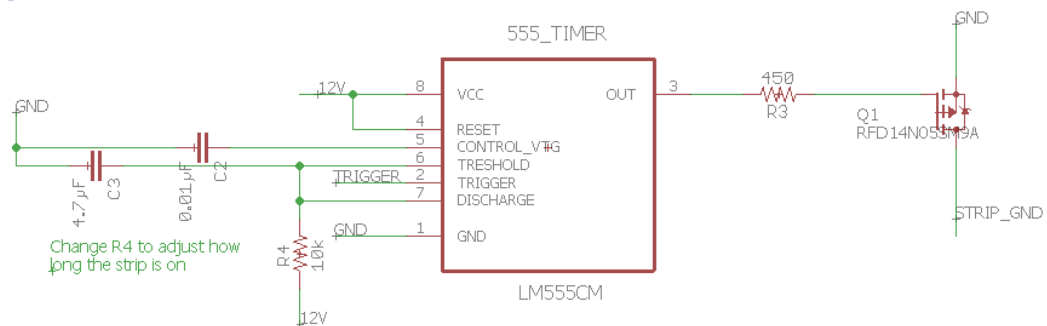 GND
555_TIMER
12V
8
VCC
OUT
3
450
R3
Q1
RFD14N05SM9A
GND
4
RESET
5
CONTROL_VTG
6
TRESHOLD
TRIGGER
2
TRIGGER
7
DISCHARGE
GND
1
GND
4.7µF
C3
0.01µF
C2
STRIP_GND
Change R4 to adjust how
long the strip is on
R4
10k
12V
LM555CM